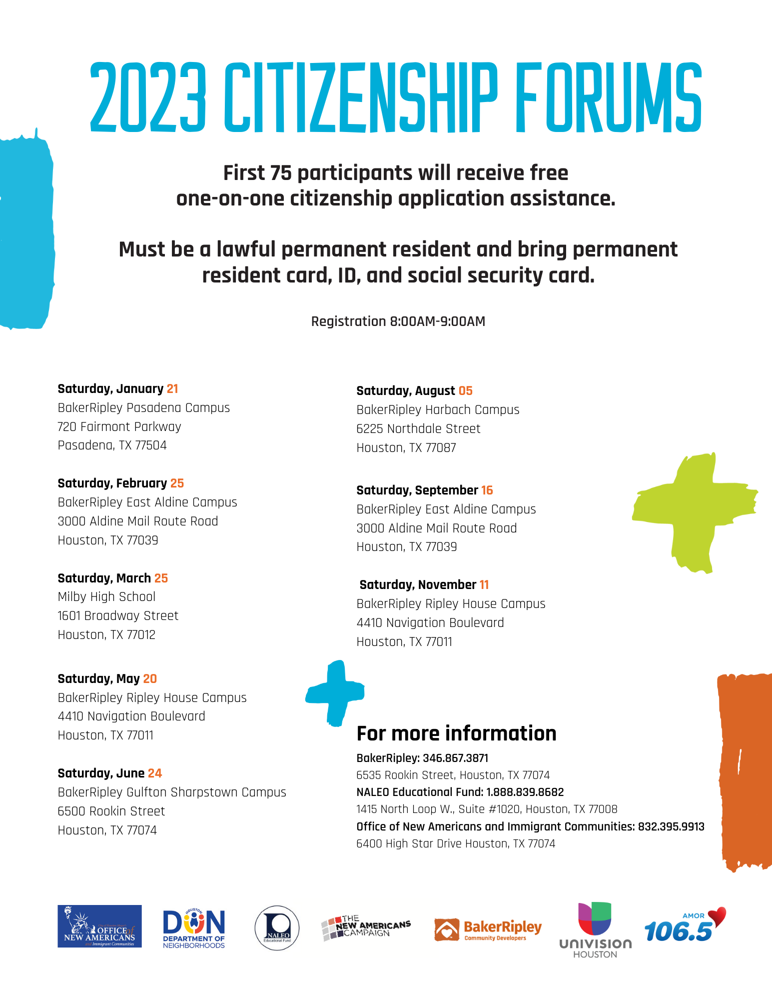 2023 CITIZENSHIP FORUMS
First 75 participants will receive free
one-on-one citizenship application assistance.
Must be a lawful permanent resident and bring permanent
resident card, ID, and social security card.
Registration 8:00AM-9:00AM
Saturday, January 21
BakerRipley Pasadena Campus
720 Fairmont Parkway
Pasadena, TX 77504
Saturday, February 25
BakerRipley East Aldine Campus
3000 Aldine Mail Route Road
Houston, TX 77039
Saturday, March 25
Milby High School
1601 Broadway Street
Houston, TX 77012
Saturday, May 20
BakerRipley Ripley House Campus
4410 Navigation Boulevard
Houston, TX 77011
Saturday, June 24
BakerRipley Gulfton Sharpstown Campus
6500 Rookin Street
Houston, TX 77074
Saturday, August 05
BakerRipley Harbach Campus
6225 Northdale Street
Houston, TX 77087
Saturday, September 16
BakerRipley East Aldine Campus
3000 Aldine Mail Route Road
Houston, TX 77039
Saturday, November 11
BakerRipley Ripley House Campus
4410 Navigation Boulevard
Houston, TX 77011
For more information
BakerRipley: 346.867.3871
6535 Rookin Street, Houston, TX 77074
NALEO Educational Fund: 1.888.839.8682
1415 North Loop W., Suite #1020, Houston, TX 77008
Office of New Americans and Immigrant Communities: 832.395.9913
6400 High Star Drive Houston, TX 77074
OFFICE of
NEW AMERICANS
and Immigrant Communities
HOUSTON
DON
DEPARTMENT OF
NEIGHBORHOODS
NALEO
Educational Fund
THE
NEW AMERICANS
CAMPAIGN
BakerRipley
Community Developers
UNIVISION
HOUSTON
AMOR
106.5